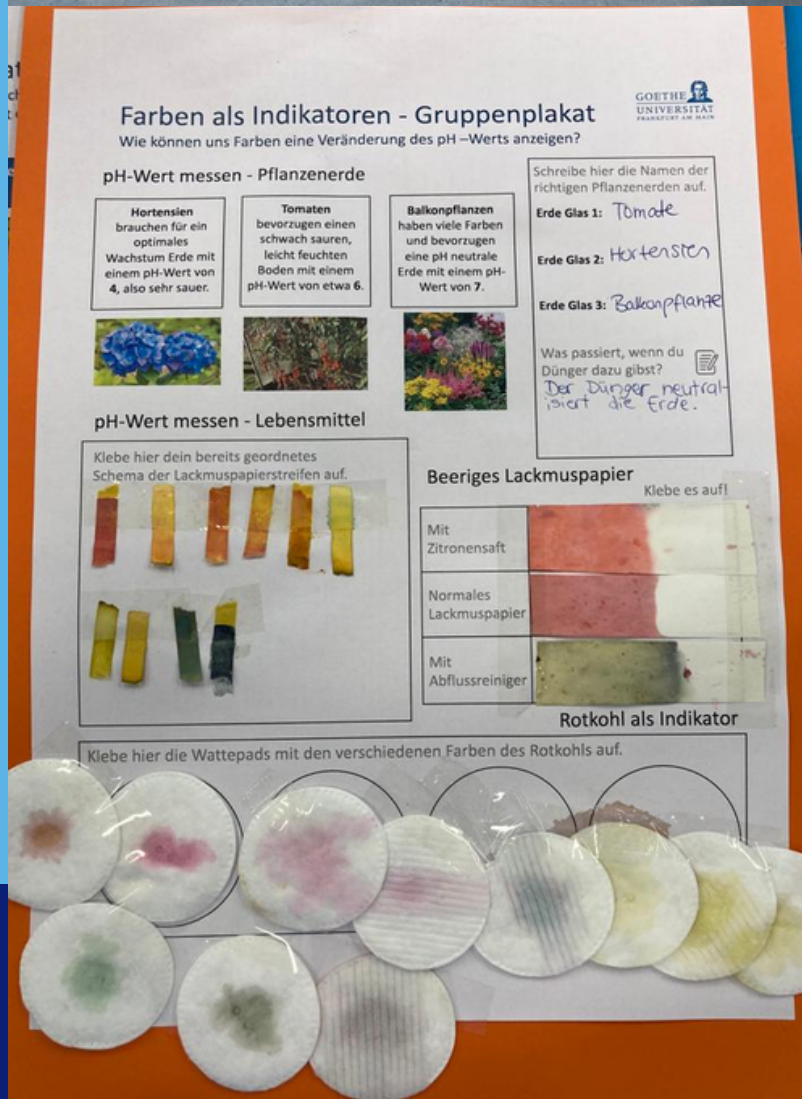 GOETHE
UNIVERSITÄT
FRANKFURT AM MAIN
Farben als Indikatoren - Gruppenplakat
Wie können uns Farben eine Veränderung des pH –Werts anzeigen?
pH-Wert messen - Pflanzenerde
Hortensien
brauchen für ein
optimales
Wachstum Erde mit
einem pH-Wert von
4, also sehr sauer.
Tomaten
bevorzugen einen
schwach sauren,
leicht feuchten
Boden mit einem
pH-Wert von etwa 6.
Balkonpflanzen
haben viele Farben
und bevorzugen
eine pH neutrale
Erde mit einem pH-
Wert von 7.
Schreibe hier die Namen der
richtigen Pflanzenerden auf.
Erde Glas 1: Tomate
Erde Glas 2: Hortensien
Erde Glas 3: Balkonpflanze
Was passiert, wenn du
Dünger dazu gibst?
Der Dünger neutral-
isiert die Erde.
pH-Wert messen - Lebensmittel
Klebe hier dein bereits geordnetes
Schema der Lackmuspapierstreifen auf.
Beeriges Lackmuspapier
Klebe es auf!
Mit
Zitronensaft
Normales
Lackmuspapier
Mit
Abflussreiniger
Rotkohl als Indikator
Klebe hier die Wattepads mit den verschiedenen Farben des Rotkohls auf.